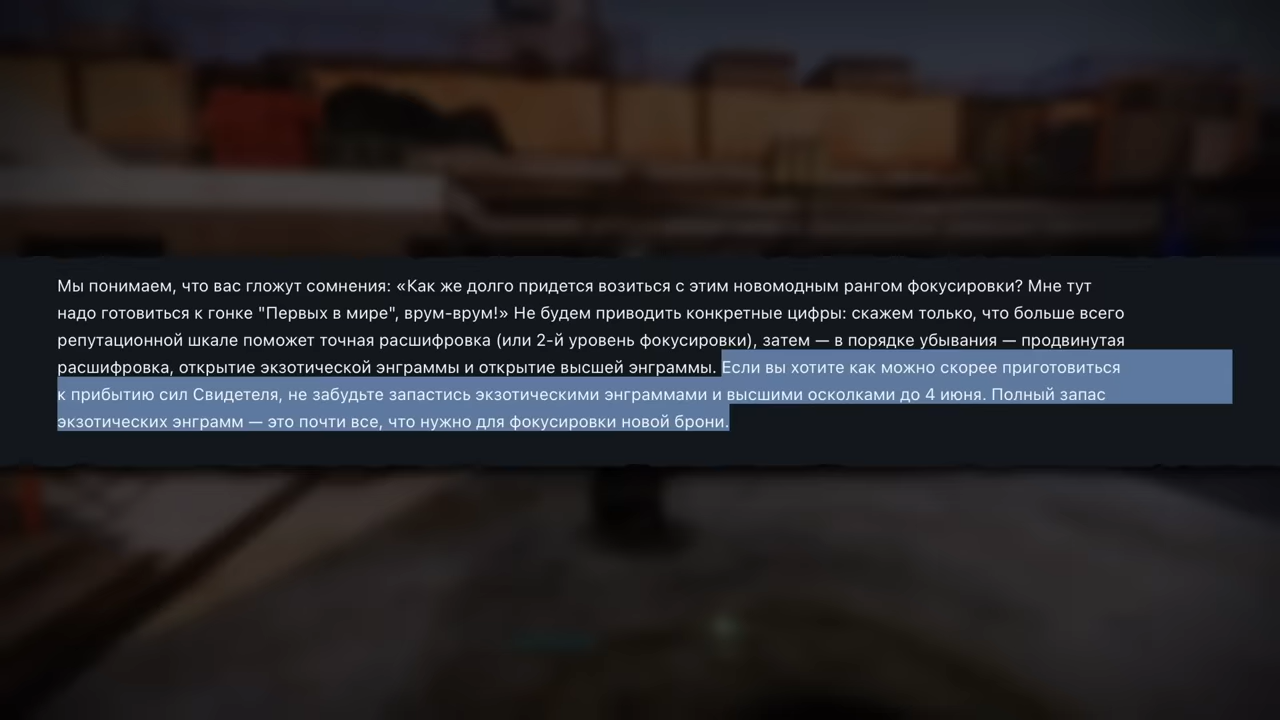 Мы понимаем, что вас гложут сомнения: «Как же долго придется возиться с этим новомодным рангом фокусировки? Мне тут
надо готовиться к гонке "Первых в мире", врум-врум!» Не будем приводить конкретные цифры: скажем только, что больше всего
репутационной шкале поможет точная расшифровка (или 2-й уровень фокусировки), затем — в порядке убывания — продвинутая
расшифровка, открытие экзотической энграммы и открытие высшей энграммы. Если вы хотите как можно скорее приготовиться
к прибытию сил Свидетеля, не забудьте запастись экзотическими энграммами и высшими осколками до 4 июня. Полный запас
экзотических энграмм — это почти все, что нужно для фокусировки новой брони.